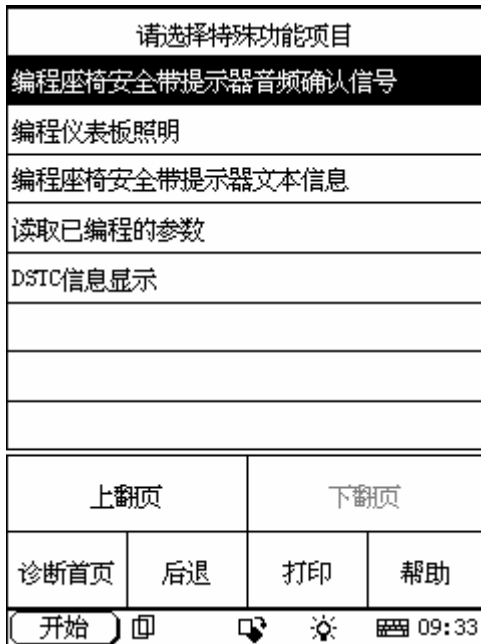 请选择特殊功能项目
编程座椅安全带提示器音频确认信号
编程仪表板照明
编程座椅安全带提示器文本信息
读取已编程的参数
DSTC信息显示
上翻页 下翻页
诊断首页 后退 打印 帮助
开始 09:33